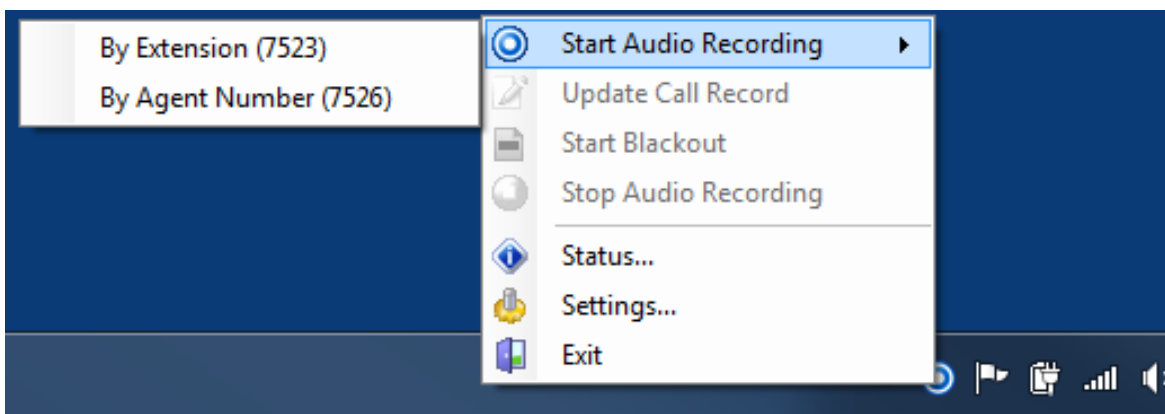 By Extension (7523)
By Agent Number (7526)
Start Audio Recording
Update Call Record
Start Blackout
Stop Audio Recording
Status...
Settings...
Exit